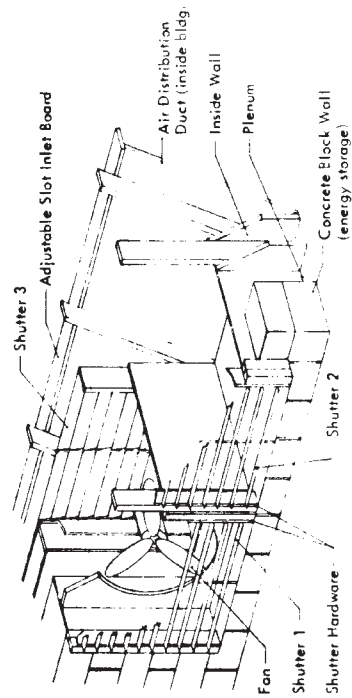 Shutter 3
Adjustable Slot Inlet Board
Air Distribution
Duct (inside bldg.
Inside Wall
Plenum
Concrete Block Wall
(energy storage)
Fan
Shutter 1
Shutter Hardware
Shutter 2